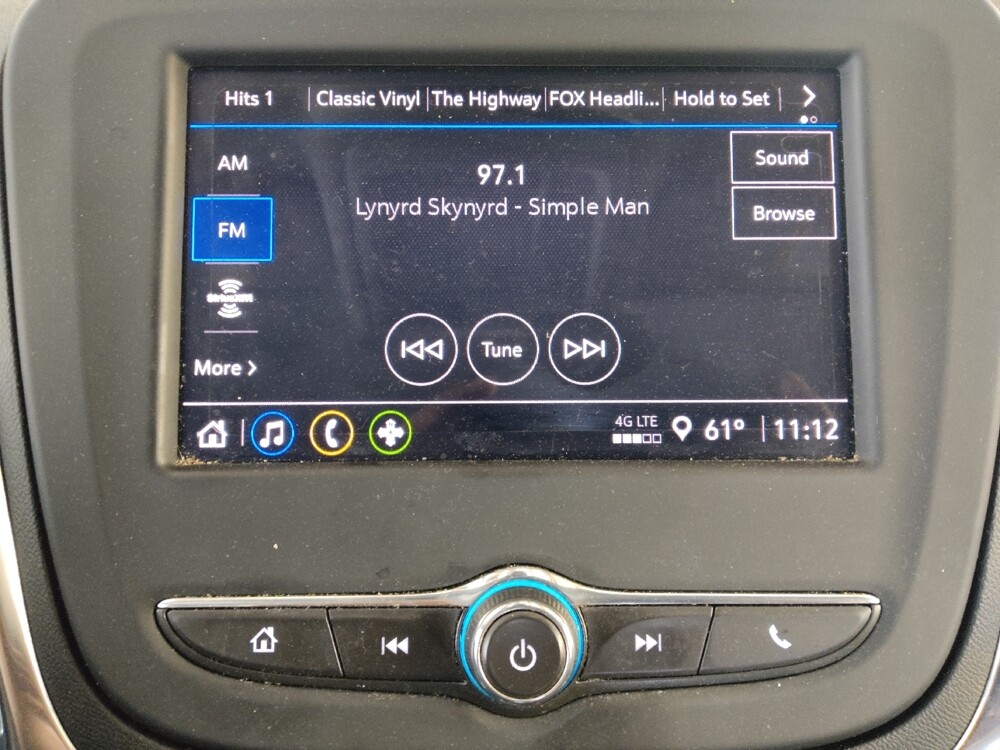 Hits 1 Classic Vinyl The Highway FOX Headli... Hold to Set
AM
97.1
Sound
Lynyrd Skynyrd - Simple Man
Browse
FM
SiriusXM
Tune
More >
4G LTE
61° 11:12